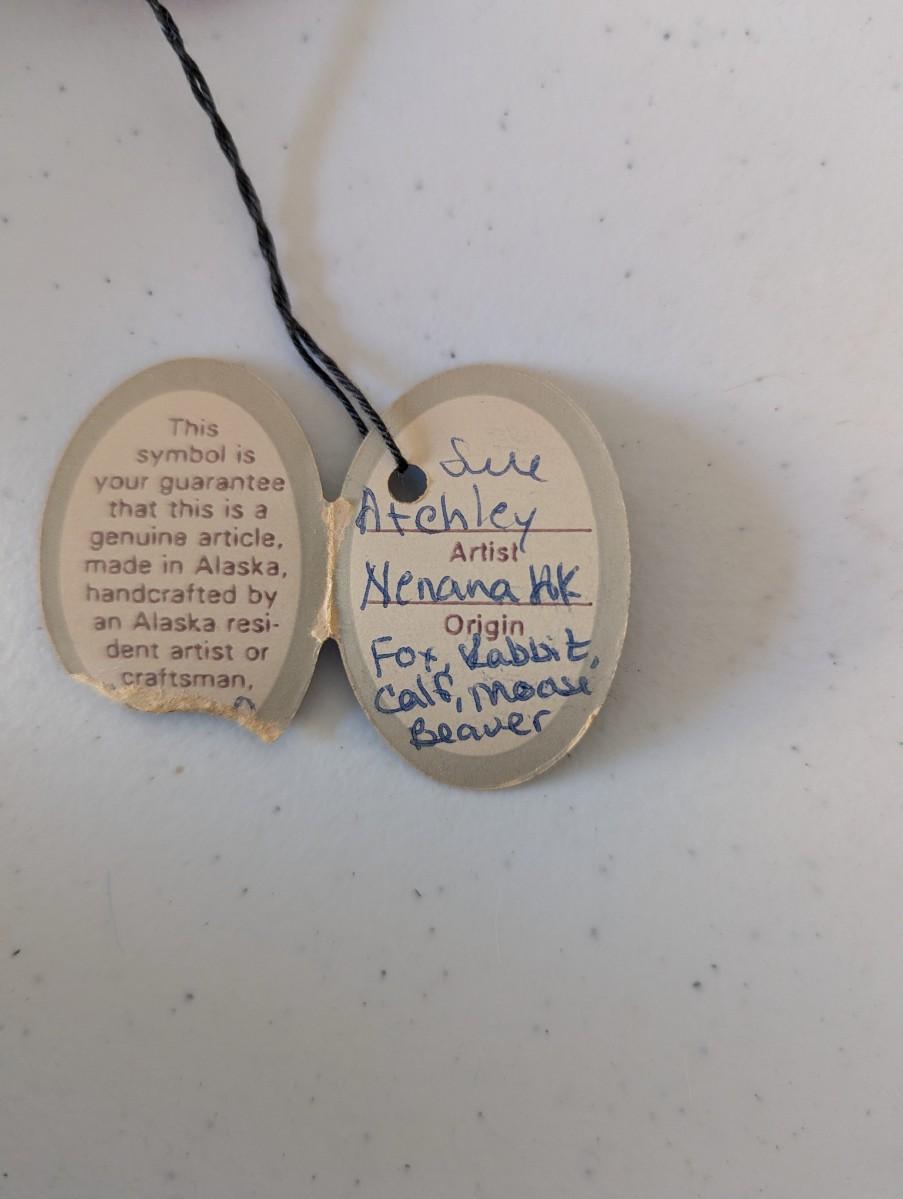 This
symbol is
your guarantee
that this is a
genuine article,
made in Alaska,
handcrafted by
an Alaska resi-
dent artist or
craftsman,
Sue
Atchley
Artist
Nenana AK
Origin
Fox, Rabbit,
Calf, Moose
Beaver